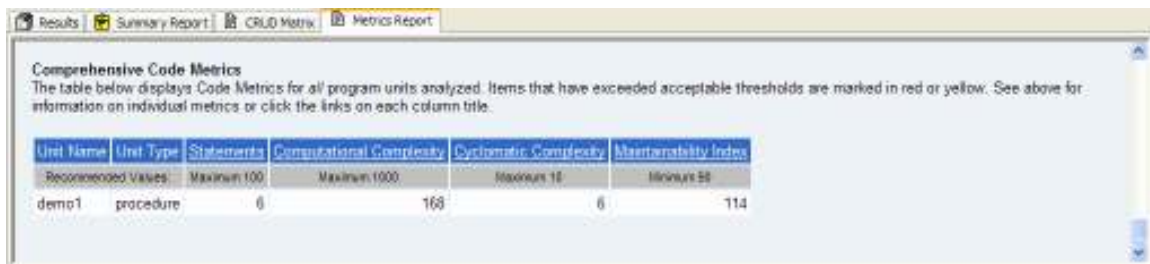 Results Summary Report CRUD Matrix Metrics Report
Comprehensive Code Metrics
The table below displays Code Metrics for all program units analyzed. Items that have exceeded acceptable thresholds are marked in red or yellow. See above for
information on individual metrics or click the links on each column title.
Unit Name Unit Type Statements Computational Complexity Cyclomatic Complexity Maintainability Index
Recommended Values: Maximum 100 Maximum 1000 Maximum 10 Minimum
demo1 procedure 6 168 6 114